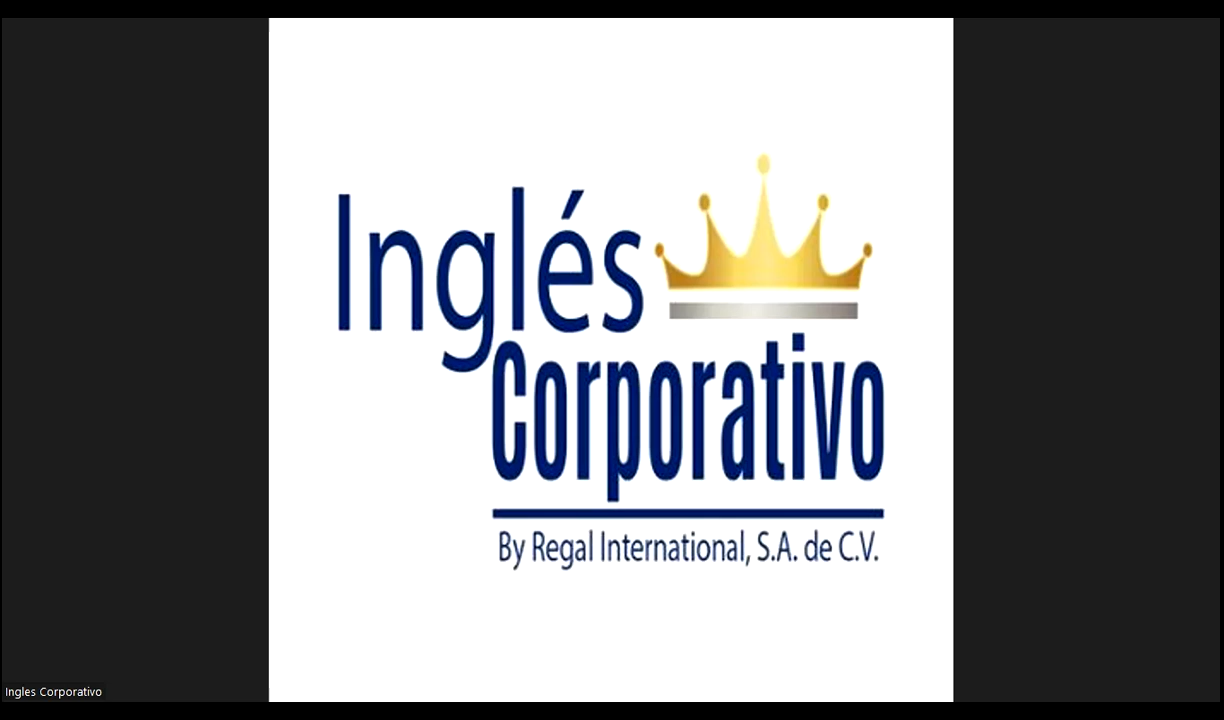 Inglés
Corporativo
By Regal International, S.A. de C.V.
Ingles Corporativo